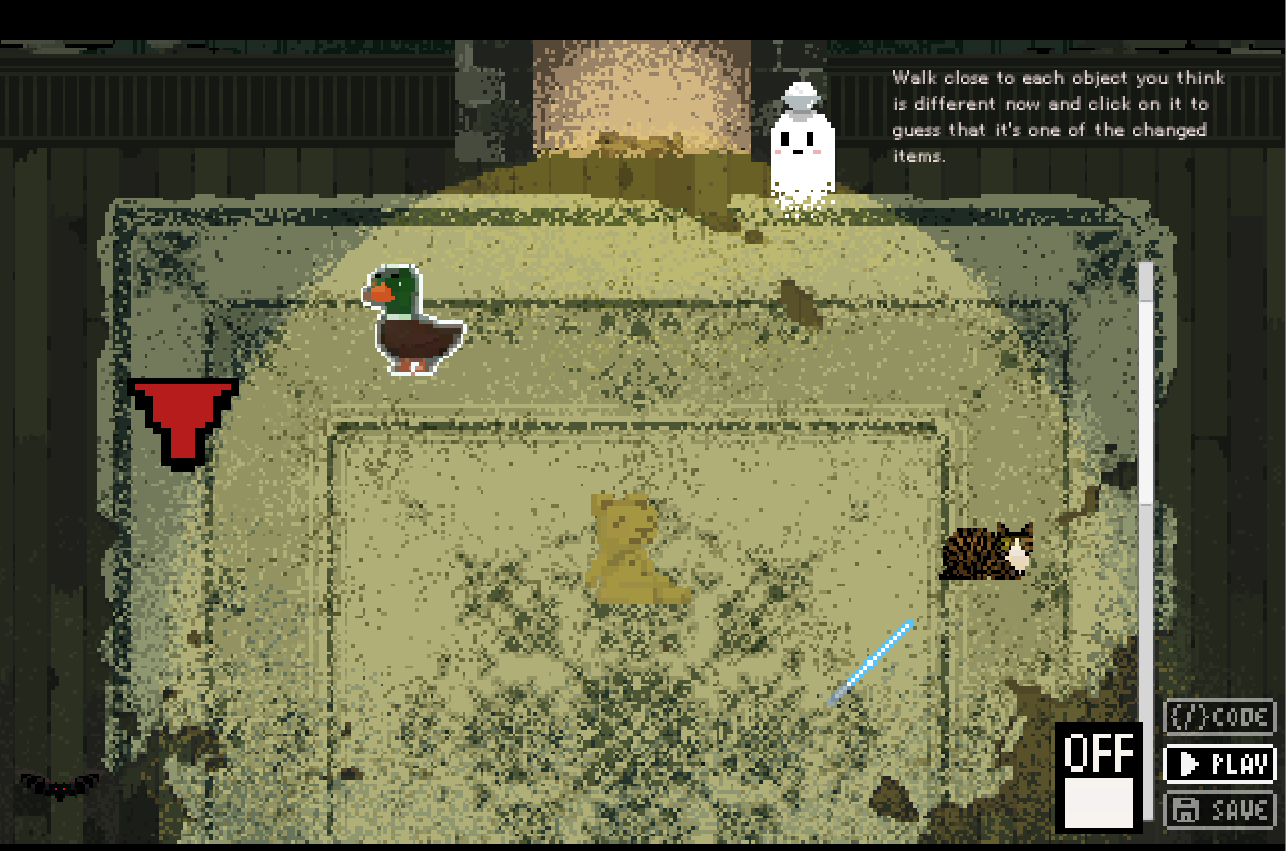 Walk close to each object you think
is different now and click on it to
guess that it's one of the changed
items.
{/}CODE
OFF
PLAY
SAVE